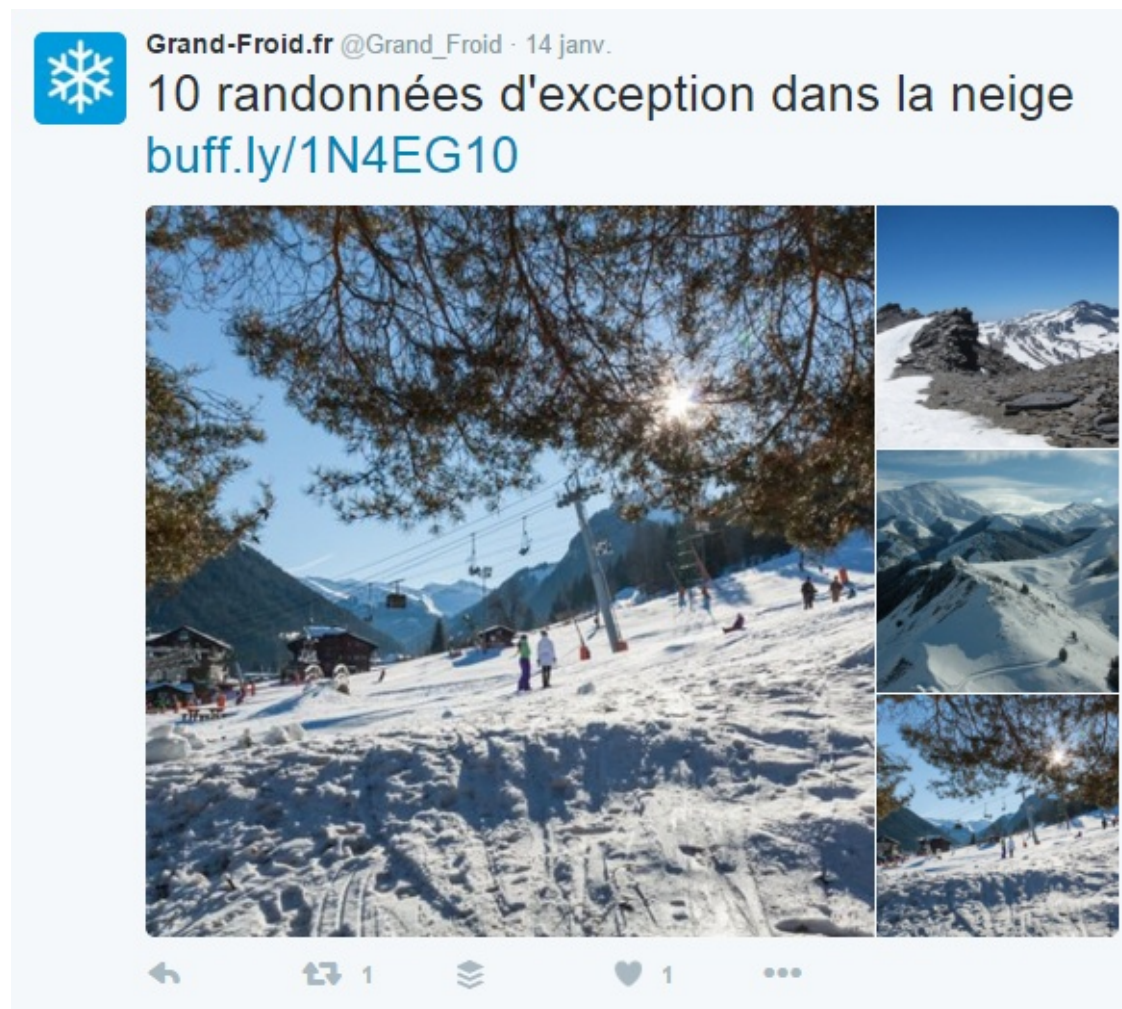 Grand-Froid.fr @Grand_Froid · 14 janv.
10 randonnées d'exception dans la neige
buff.ly/1N4EG10
1 1